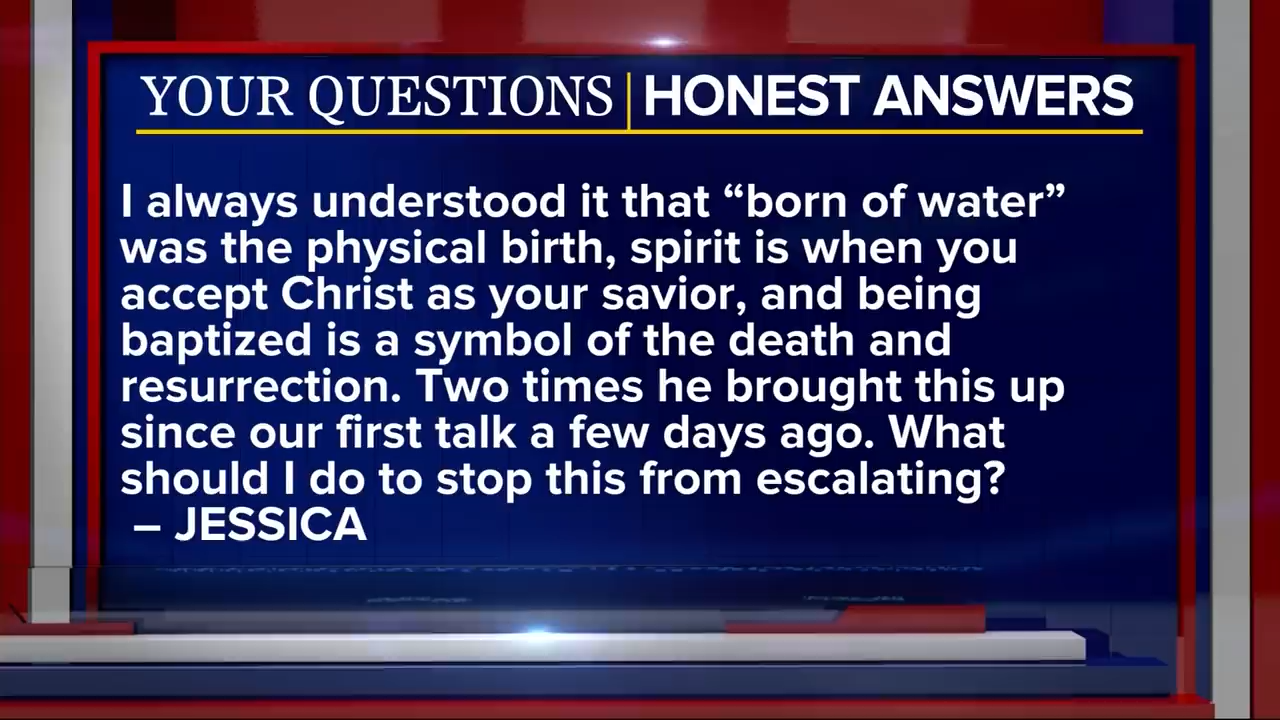 YOUR QUESTIONS | HONEST ANSWERS
I always understood it that “born of water”
was the physical birth, spirit is when you
accept Christ as your savior, and being
baptized is a symbol of the death and
resurrection. Two times he brought this up
since our first talk a few days ago. What
should I do to stop this from escalating?
– JESSICA